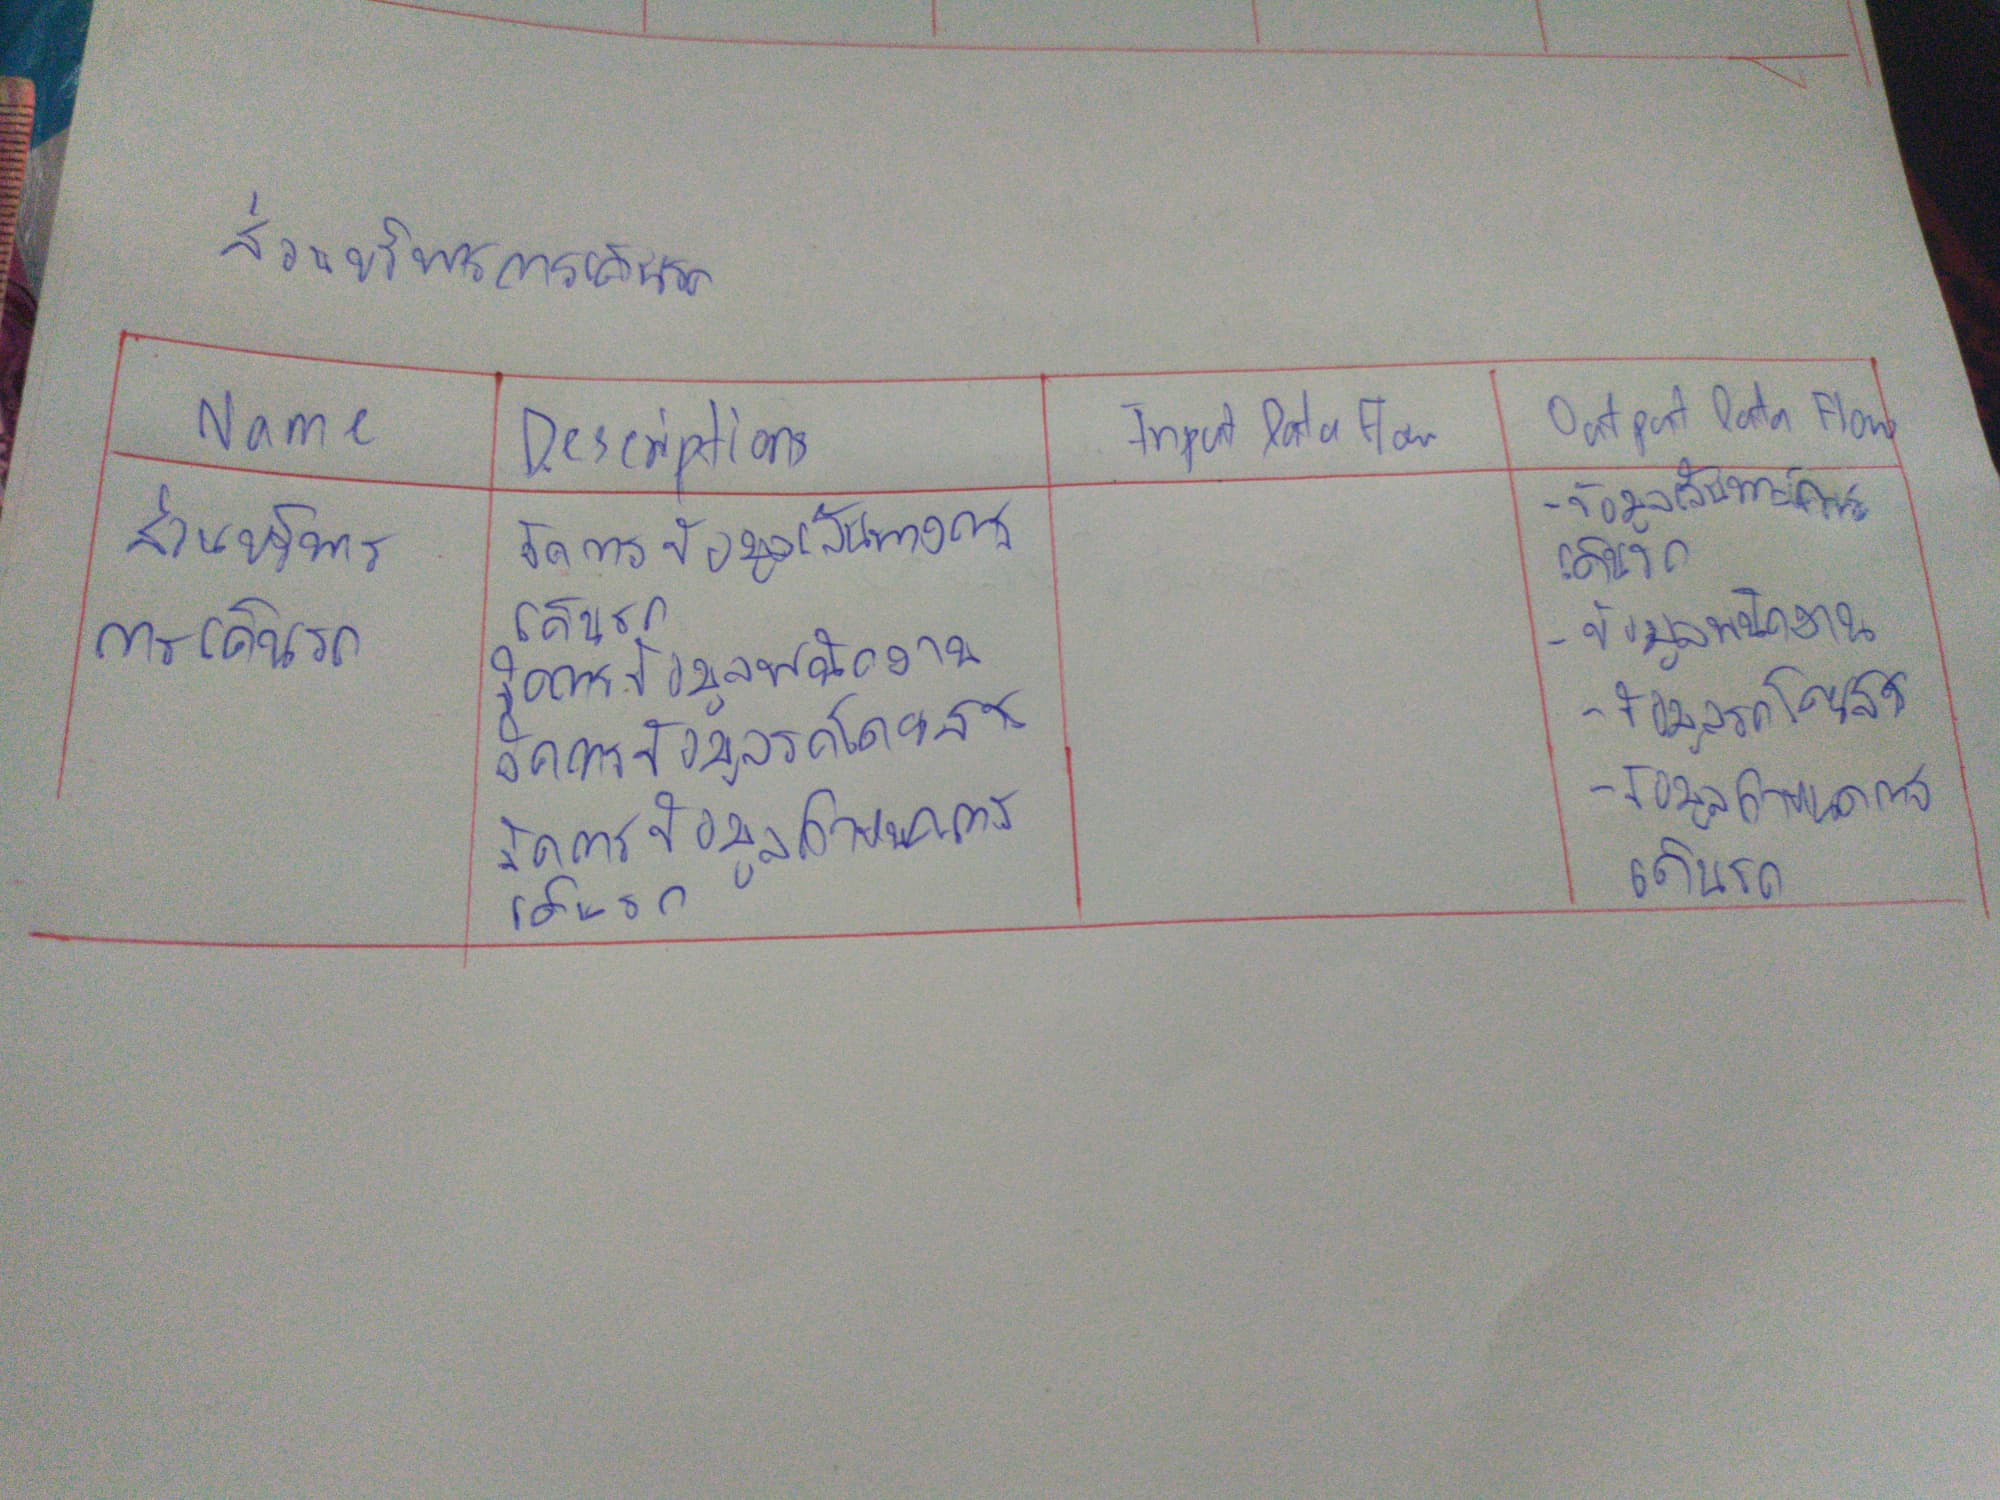 ส่วนบริหารการเดินรถ
Name
Descriptions
Input Data Flow
Output Data Flow
ส่วนบริหาร
การเดินรถ
จัดการข้อมูลเส้นทางการ
เดินรถ
จัดการข้อมูลพนักงาน
จัดการข้อมูลรถโดยสาร
จัดการข้อมูลกำหนดการ
เดินรถ
- ข้อมูลเส้นทางการ
เดินรถ
- ข้อมูลพนักงาน
- ข้อมูลรถโดยสาร
- ข้อมูลกำหนดการ
เดินรถ